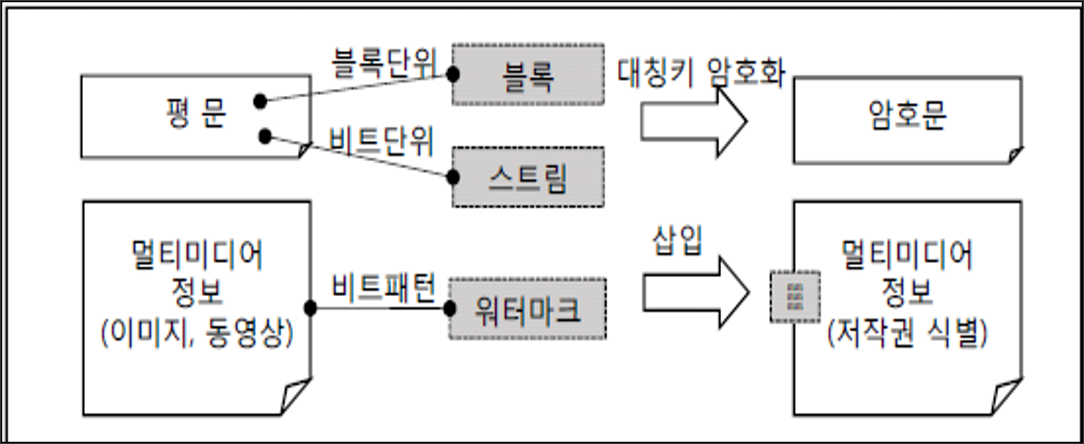 평 문
블록단위
블록
대칭키 암호화
암호문
비트단위
스트림
멀티미디어
정보
(이미지, 동영상)
비트패턴
워터마크
삽입
멀티미디어
정보
(저작권 식별)